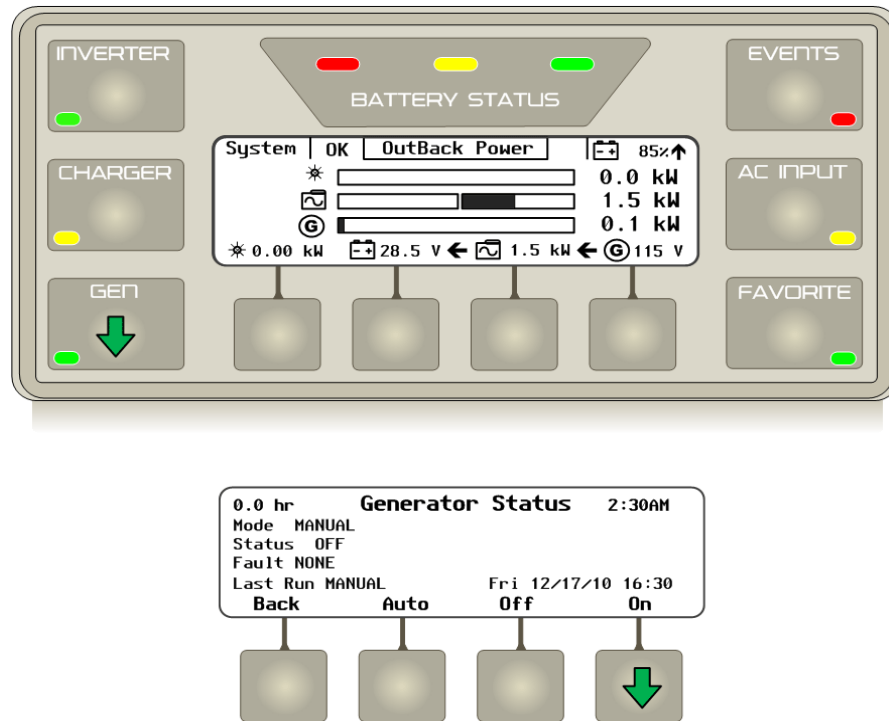 INVERTER
BATTERY STATUS
EVENTS
System OK OutBack Power 85%
CHARGER
0.0 kW
AC INPUT
1.5 kW
G 0.1 kW
0.00 kW 28.5 V 1.5 kW G 115 V
GEN
FAVORITE
0.0 hr Generator Status 2:30AM
Mode MANUAL
Status OFF
Fault NONE
Last Run MANUAL Fri 12/17/10 16:30
Back Auto Off On